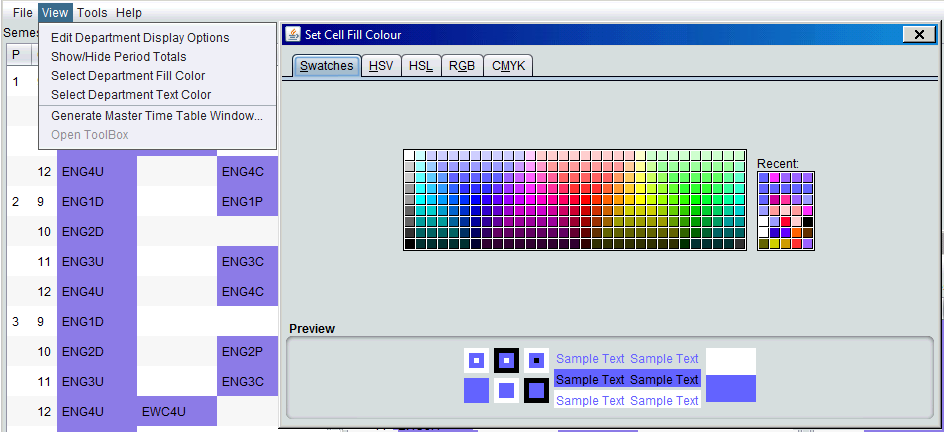 File View Tools Help
Set Cell Fill Colour
Edit Department Display Options
Show/Hide Period Totals
Select Department Fill Color
Select Department Text Color
Generate Master Time Table Window...
Open ToolBox
Swatches HSV HSL RGB CMYK
Recent:
P
1
12 ENG4U ENG4C
2 9 ENG1D ENG1P
10 ENG2D
11 ENG3U ENG3C
12 ENG4U ENG4C
3 9 ENG1D
10 ENG2D ENG2P
11 ENG3U ENG3C
12 ENG4U EWC4U
Preview
Sample Text Sample Text
Sample Text Sample Text
Sample Text Sample Text